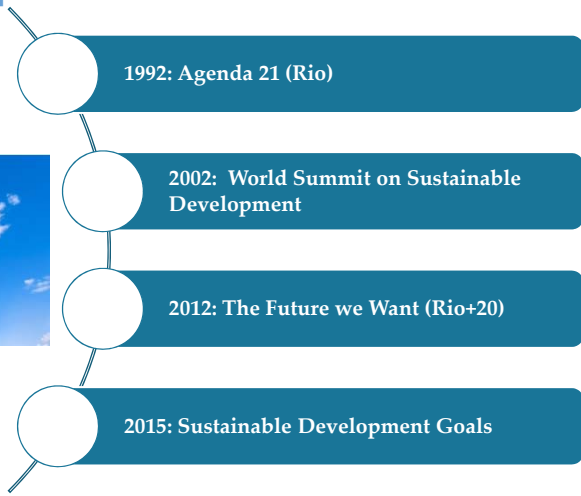 1992: Agenda 21 (Rio)
2002:  World Summit on Sustainable
Development
2012: The Future we Want (Rio+20)
2015: Sustainable Development Goals